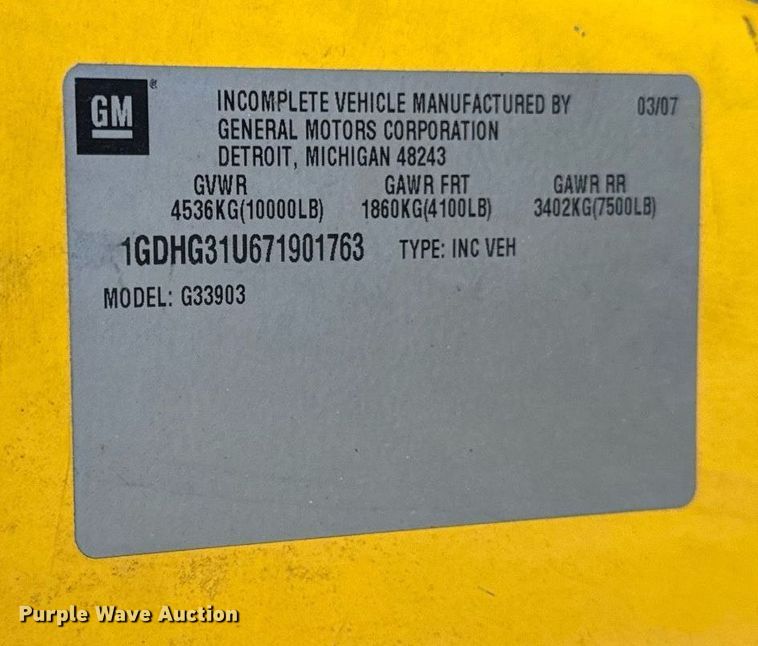 GM® INCOMPLETE VEHICLE MANUFACTURED BY 03/07
GENERAL MOTORS CORPORATION
DETROIT, MICHIGAN 48243
GVWR GAWR FRT GAWR RR
4536KG(10000LB) 1860KG(4100LB) 3402KG(7500LB)
1GDHG31U671901763 TYPE: INC VEH
MODEL: G33903
Purple Wave Auction